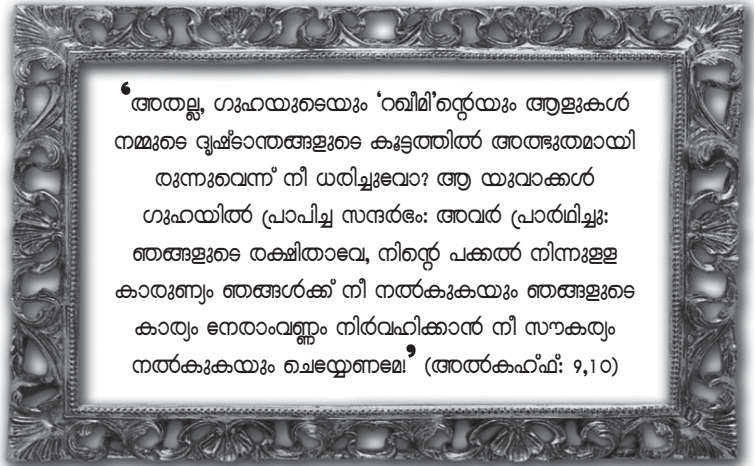 ‘അതല്ല, ഗുഹയുടെയും ‘റഖീമി’ന്റെയും ആളുകൾ
നമ്മുടെ ദൃഷ്ടാന്തങ്ങളുടെ കൂട്ടത്തിൽ അത്ഭുതമായി
രുന്നുവെന്ന് നീ ധരിച്ചുവോ? ആ യുവാക്കൾ
ഗുഹയിൽ പ്രാപിച്ച സന്ദർഭം: അവർ പ്രാർഥിച്ചു:
ഞങ്ങളുടെ രക്ഷിതാവേ, നിന്റെ പക്കൽ നിന്നുള്ള
കാരുണ്യം ഞങ്ങൾക്ക് നീ നൽകുകയും ഞങ്ങളുടെ
കാര്യം നേരാംവണ്ണം നിർവഹിക്കാൻ നീ സൗകര്യം
നൽകുകയും ചെയ്യേണമേ!’ (അൽകഹ്ഫ്: 9,10)